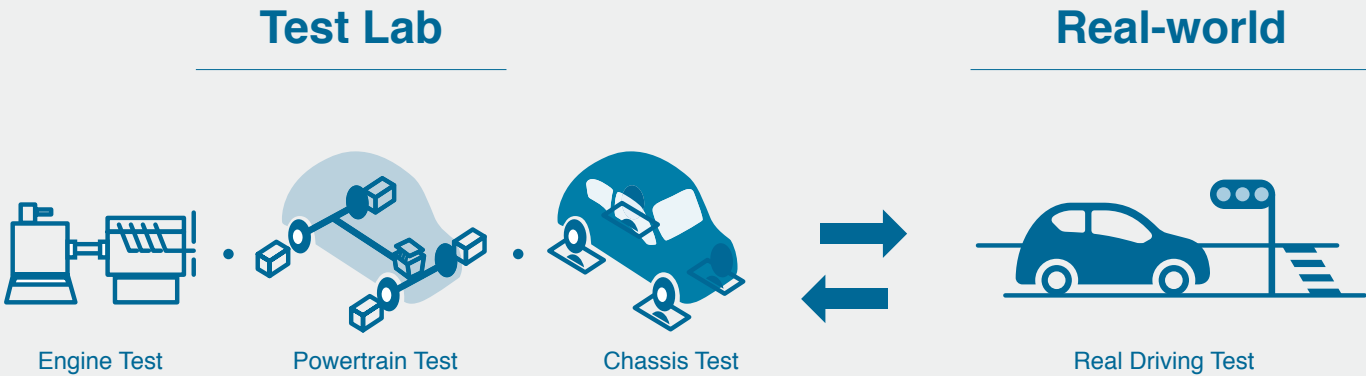 Test Lab
Real-world
Engine Test
Powertrain Test
Chassis Test
Real Driving Test